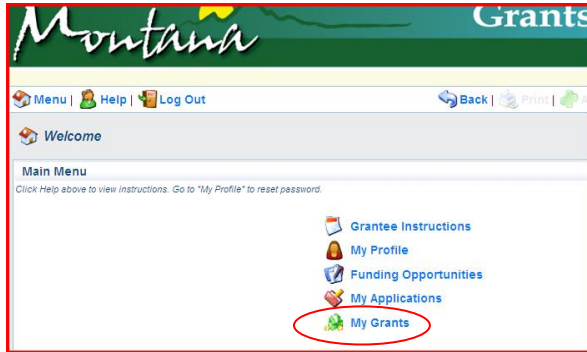 Montana
Grants
Menu | Help | Log Out
Back | Print |
Welcome
Main Menu
Click Help above to view instructions. Go to "My Profile" to reset password.
Grantee Instructions
My Profile
Funding Opportunities
My Applications
My Grants